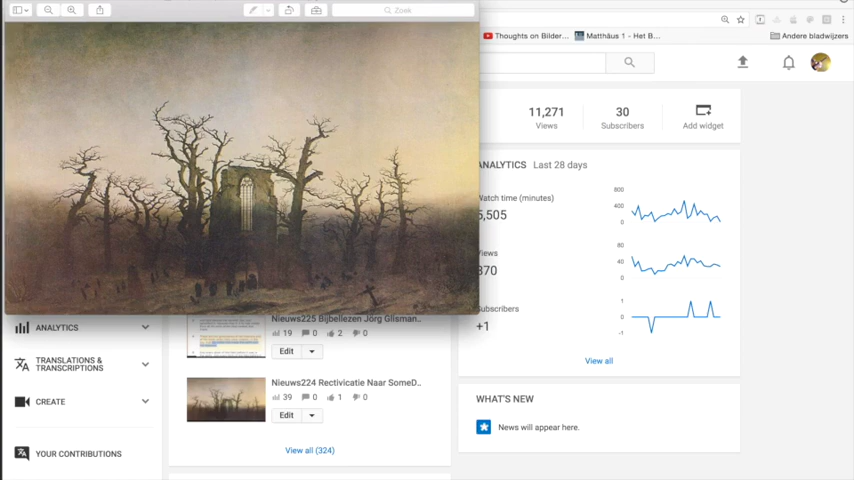 Zoek
Thoughts on Bilder...
Matthäus 1 - Het B...
Andere bladwijzers
11,271
Views
30
Subscribers
Add widget
ANALYTICS Last 28 days
Watch time (minutes)
5,505
800
400
0
Views
370
80
40
0
Subscribers
+1
1
0
-1
View all
WHAT'S NEW
News will appear here.
ANALYTICS
TRANSLATIONS &
TRANSCRIPTIONS
CREATE
YOUR CONTRIBUTIONS
Nieuws225 Bijbellezen Jörg Glisman..
19 0 2 0
Edit
Nieuws224 Rectivicatie Naar SomeD..
39 0 1 0
Edit
View all (324)